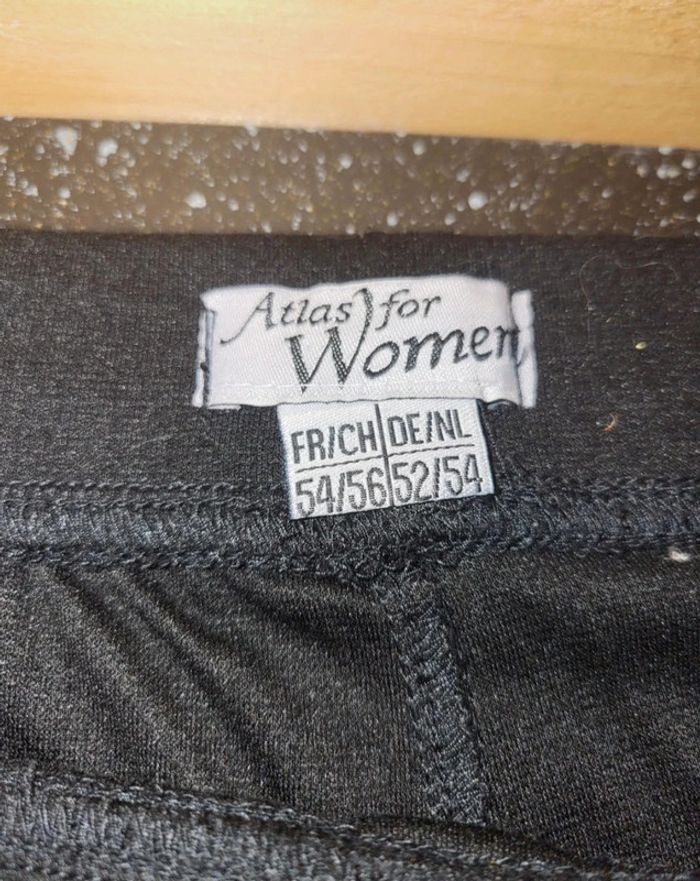 Atlas for
Women
FR/CH DE/NL
54/56 52/54